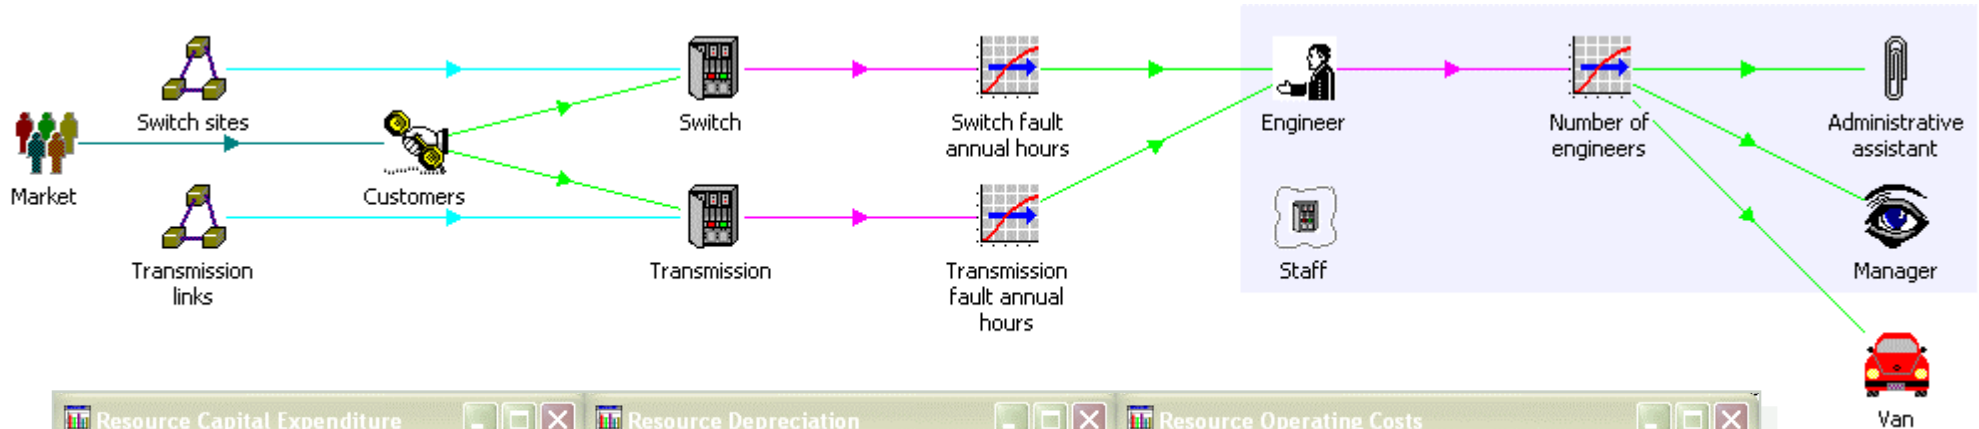 Switch sites
Switch
Switch fault
annual hours
Engineer
Number of
engineers
Administrative
assistant
Market
Customers
Transmission
links
Transmission
Transmission
fault annual
hours
Staff
Manager
Van
Resource Capital Expenditure
Resource Depreciation
Resource Operating Costs